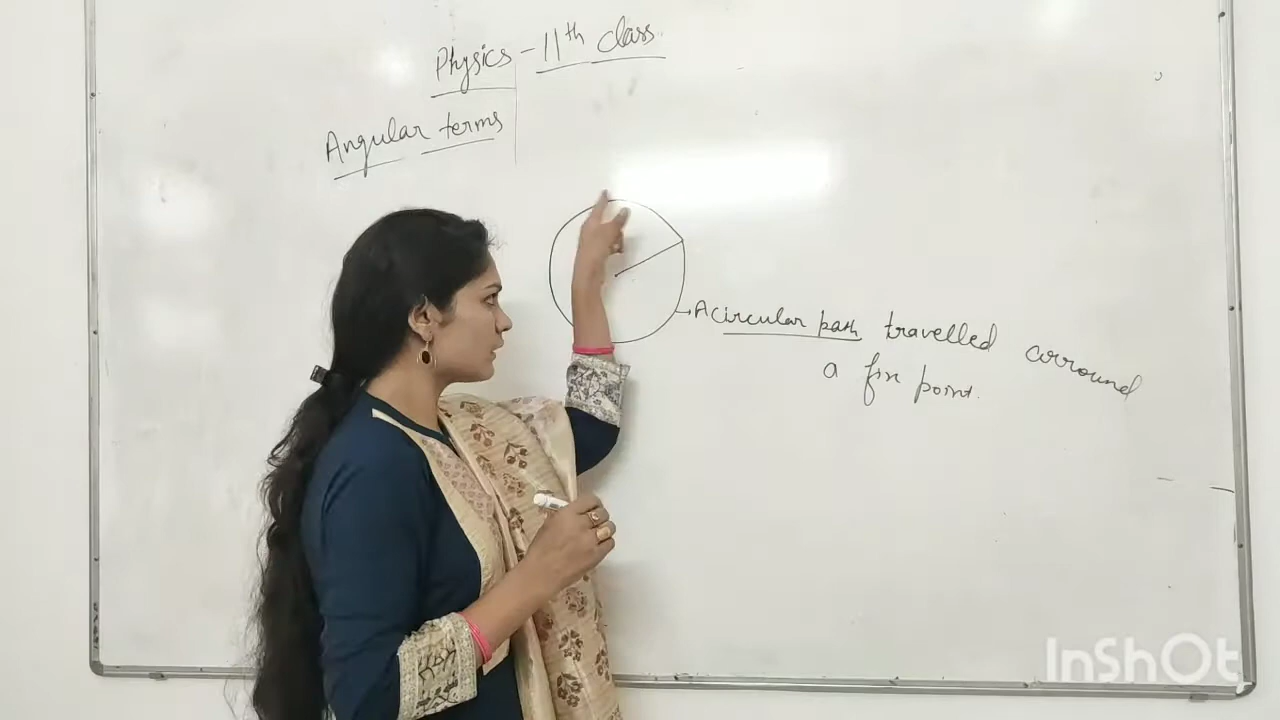 Physics - 11th class
Angular terms
A circular path travelled arround
a fix point.
InShOt